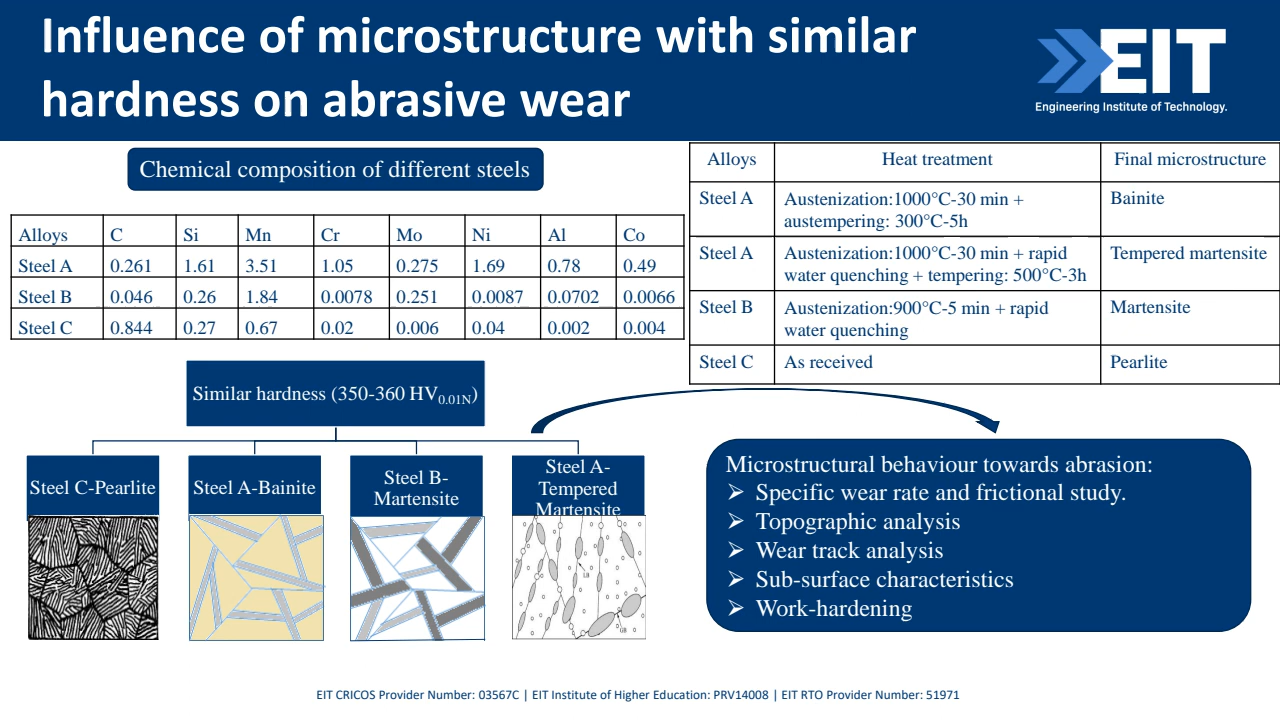 Influence of microstructure with similar
hardness on abrasive wear
EIT
Engineering Institute of Technology.
Chemical composition of different steels
Alloys C Si Mn Cr Mo Ni Al Co
Steel A 0.261 1.61 3.51 1.05 0.275 1.69 0.78 0.49
Steel B 0.046 0.26 1.84 0.0078 0.251 0.0087 0.0702 0.0066
Steel C 0.844 0.27 0.67 0.02 0.006 0.04 0.002 0.004
Alloys Heat treatment Final microstructure
Steel A Austenization:1000°C-30 min + Bainite
austempering: 300°C-5h
Steel A Austenization:1000°C-30 min + rapid Tempered martensite
water quenching + tempering: 500°C-3h
Steel B Austenization:900°C-5 min + rapid Martensite
water quenching
Steel C As received Pearlite
Similar hardness (350-360 HV0.01N)
Steel C-Pearlite
Steel A-Bainite
Steel B-
Martensite
Steel A-
Tempered
Martensite
LB
GB
Microstructural behaviour towards abrasion:
➢ Specific wear rate and frictional study.
➢ Topographic analysis
➢ Wear track analysis
➢ Sub-surface characteristics
➢ Work-hardening
EIT CRICOS Provider Number: 03567C | EIT Institute of Higher Education: PRV14008 | EIT RTO Provider Number: 51971